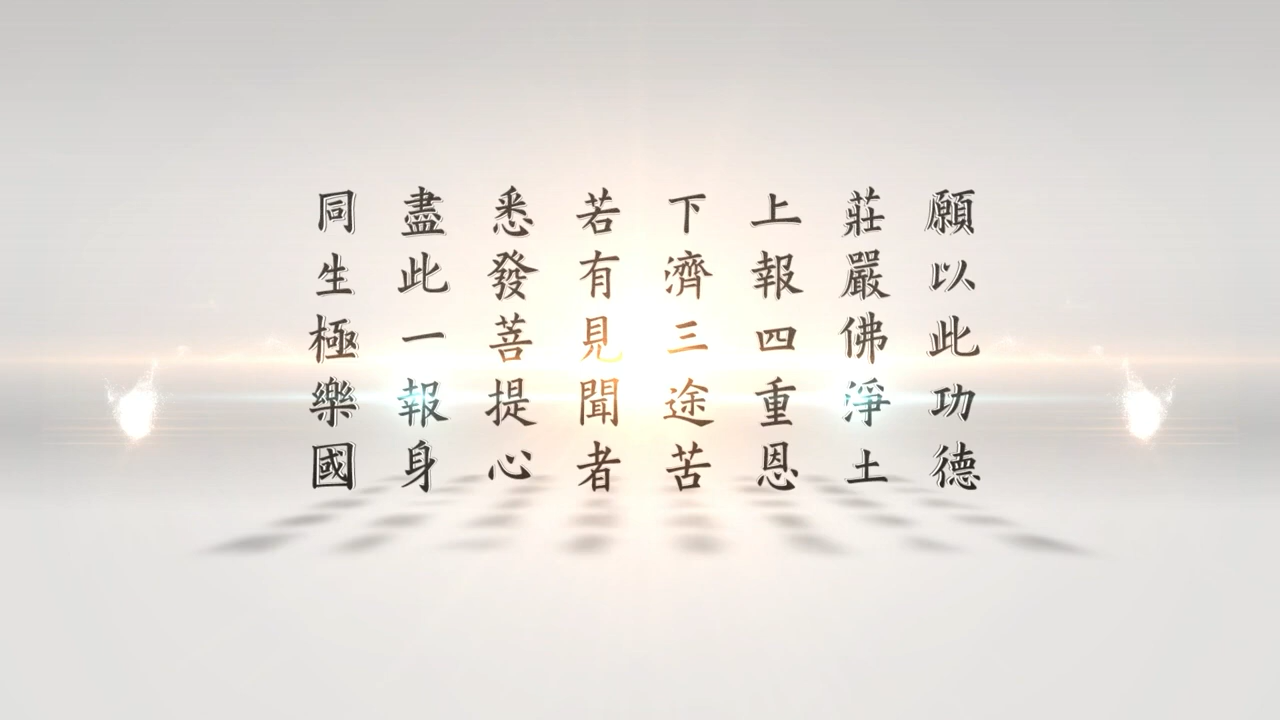 願以此功德
莊嚴佛淨土
上報四重恩
下濟三途苦
若有見聞者
悉發菩提心
盡此一報身
同生極樂國